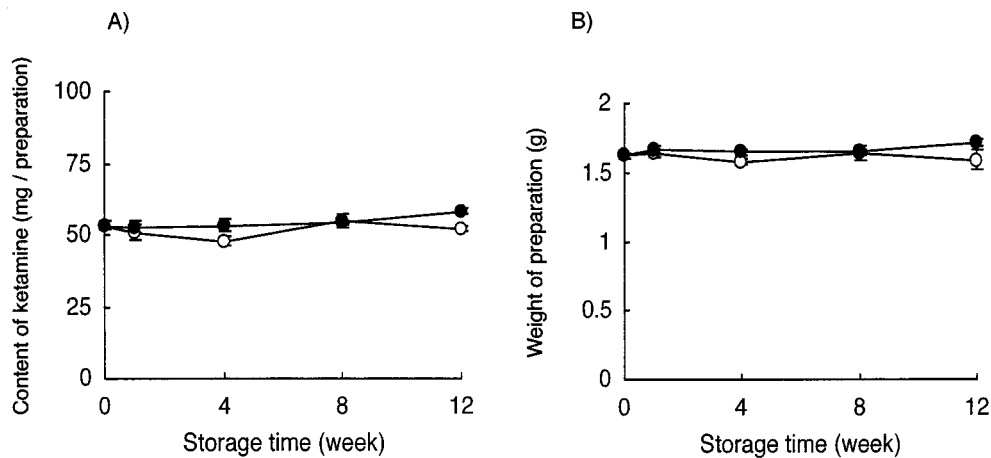 A)
Content of ketamine (mg / preparation)
100
75
50
25
0
0 4 8 12
Storage time (week)
B)
Weight of preparation (g)
2
1.5
1
0.5
0
0 4 8 12
Storage time (week)